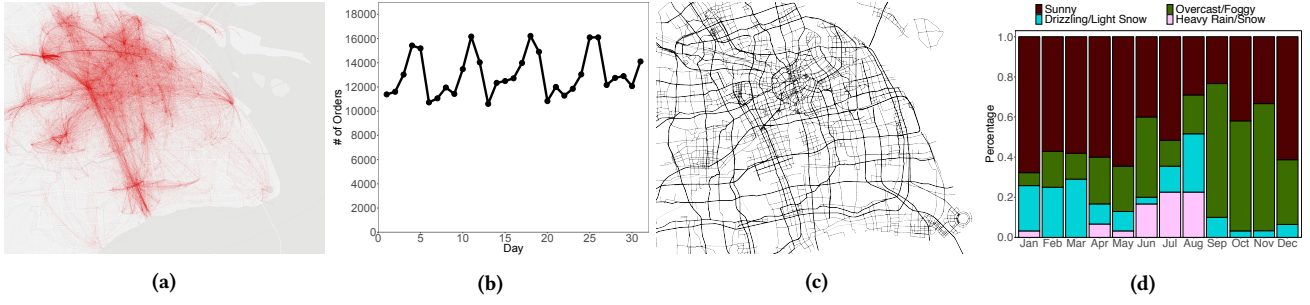 18000
16000
14000
12000
10000
8000
6000
4000
2000
0
# of Orders
0 5 10 15 20 25 30
Day
Sunny
Overcast/Foggy
Drizzling/Light Snow
Heavy Rain/Snow
1.0
0.8
0.6
0.4
0.2
0.0
Percentage
Jan Feb Mar Apr May Jun Jul Aug Sep Oct Nov Dec
(a)
(b)
(c)
(d)